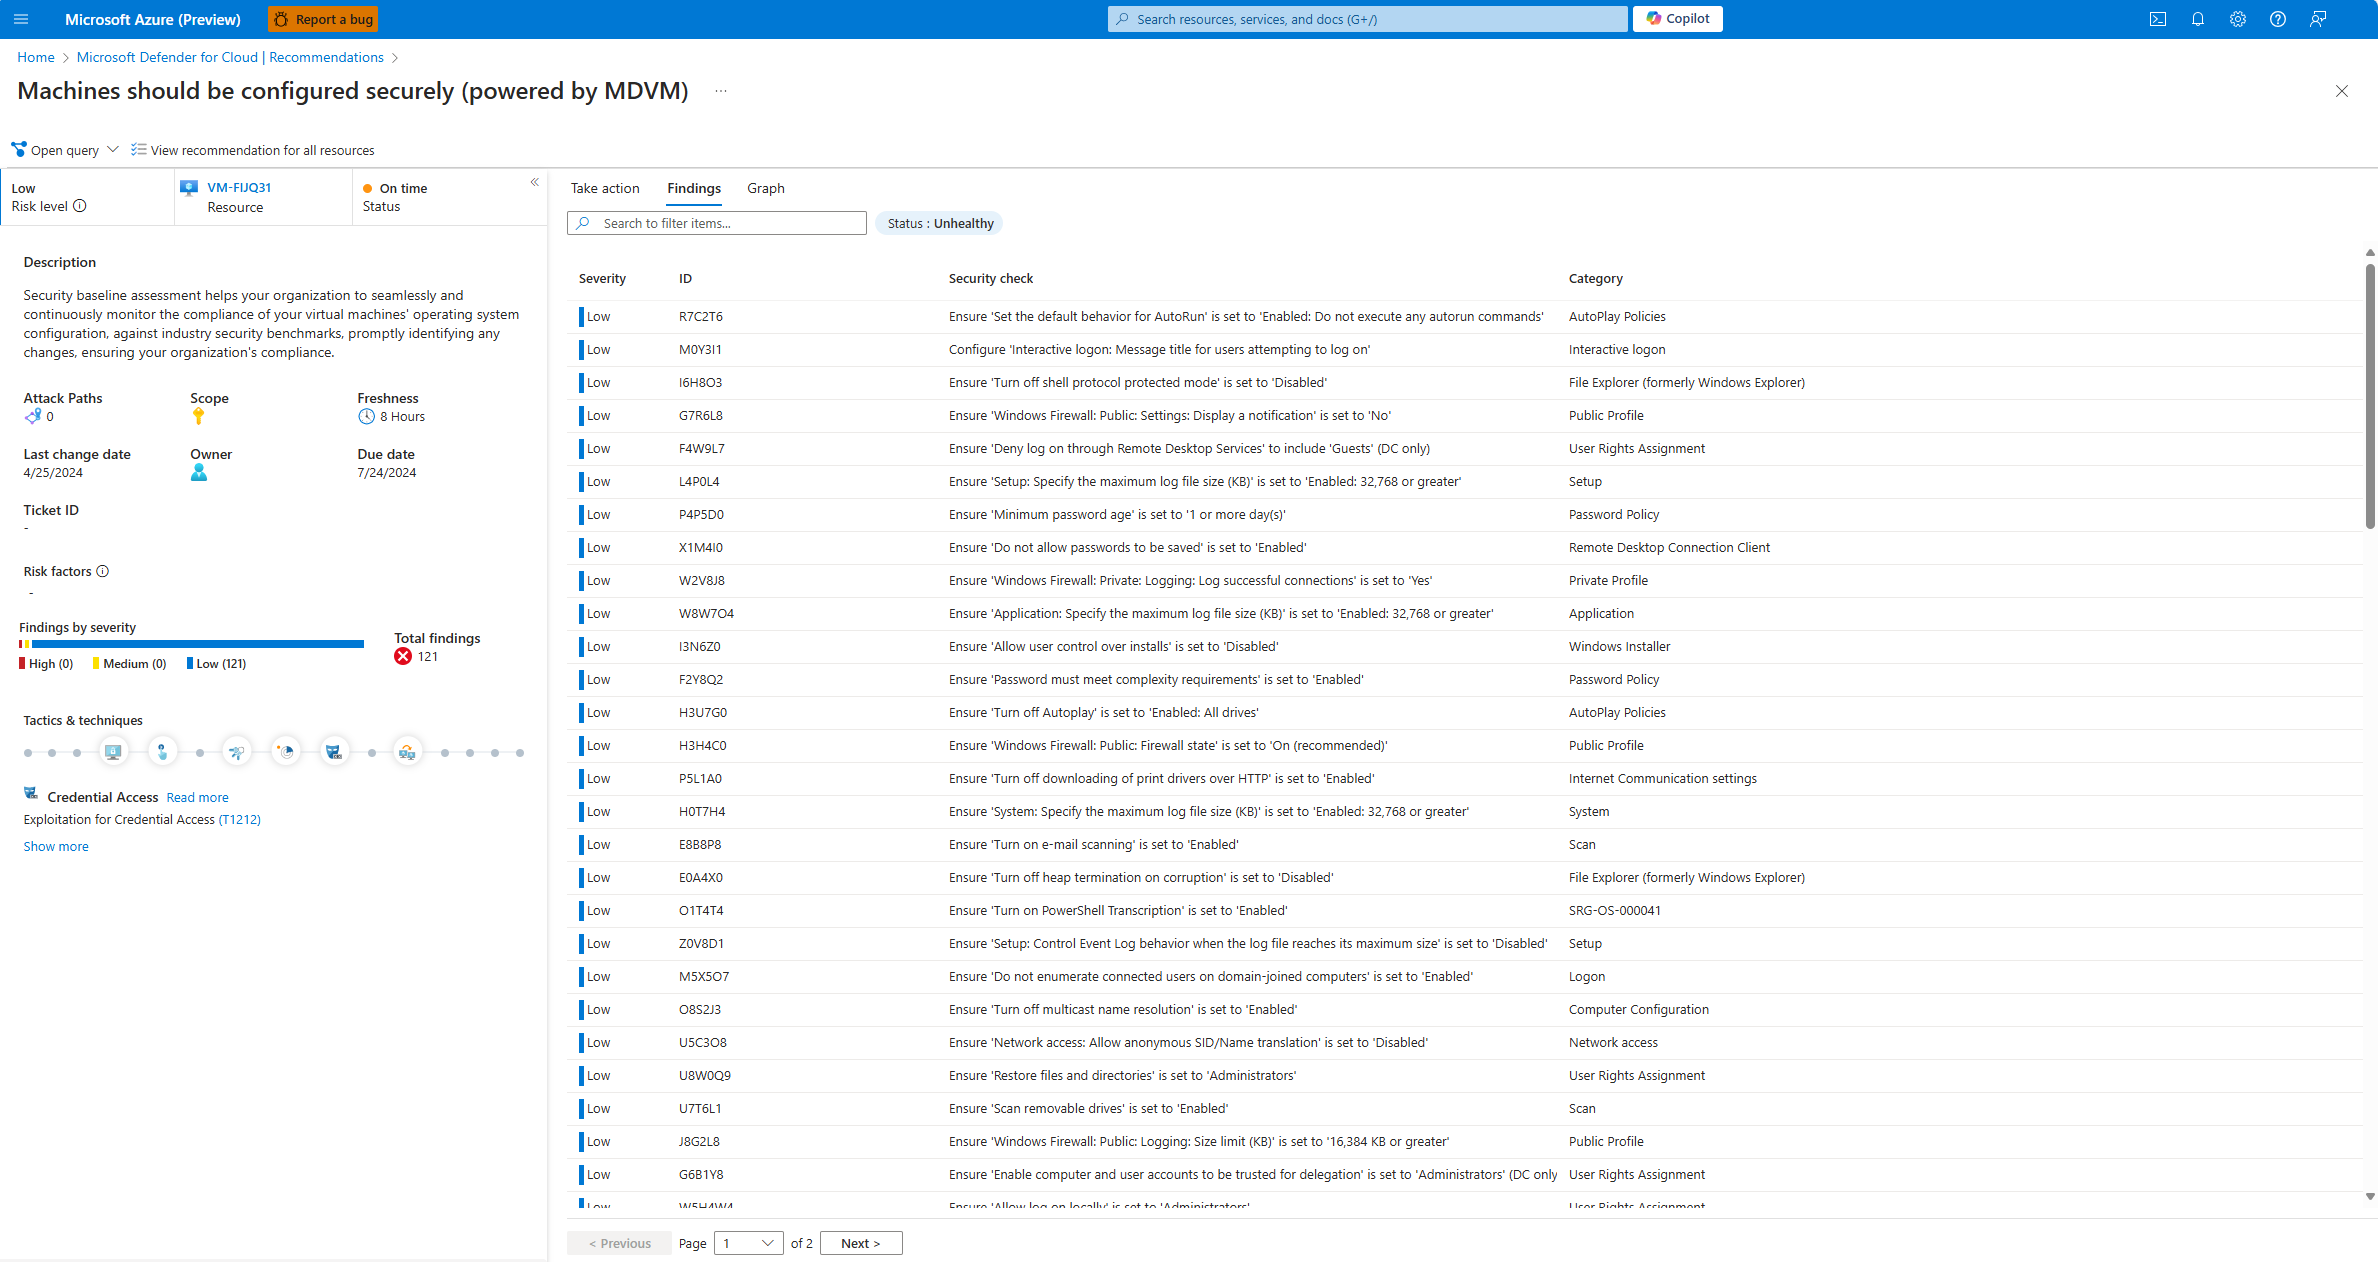 Microsoft Azure (Preview)
Report a bug
Search resources, services, and docs (G+/)
Copilot
Home > Microsoft Defender for Cloud | Recommendations >
Machines should be configured securely (powered by MDVM) ...
Open query
View recommendation for all resources
Low
Risk level
VM-FIJQ31
Resource
On time
Status
Description
Security baseline assessment helps your organization to seamlessly and
continuously monitor the compliance of your virtual machines' operating system
configuration, against industry security benchmarks, promptly identifying any
changes, ensuring your organization's compliance.
Attack Paths
0
Scope
Freshness
8 Hours
Last change date
4/25/2024
Owner
Due date
7/24/2024
Ticket ID
-
Risk factors
-
Findings by severity
High (0) Medium (0) Low (121)
Total findings
121
Tactics & techniques
Credential Access Read more
Exploitation for Credential Access (T1212)
Show more
Take action Findings Graph
Search to filter items...
Status : Unhealthy
Severity ID Security check Category
Low R7C2T6 Ensure 'Set the default behavior for AutoRun' is set to 'Enabled: Do not execute any autorun commands' AutoPlay Policies
Low M0Y3I1 Configure 'Interactive logon: Message title for users attempting to log on' Interactive logon
Low I6H8O3 Ensure 'Turn off shell protocol protected mode' is set to 'Disabled' File Explorer (formerly Windows Explorer)
Low G7R6L8 Ensure 'Windows Firewall: Public: Settings: Display a notification' is set to 'No' Public Profile
Low F4W9L7 Ensure 'Deny log on through Remote Desktop Services' to include 'Guests' (DC only) User Rights Assignment
Low L4P0L4 Ensure 'Setup: Specify the maximum log file size (KB)' is set to 'Enabled: 32,768 or greater' Setup
Low P4P5D0 Ensure 'Minimum password age' is set to '1 or more day(s)' Password Policy
Low X1M4I0 Ensure 'Do not allow passwords to be saved' is set to 'Enabled' Remote Desktop Connection Client
Low W2V8J8 Ensure 'Windows Firewall: Private: Logging: Log successful connections' is set to 'Yes' Private Profile
Low W8W7O4 Ensure 'Application: Specify the maximum log file size (KB)' is set to 'Enabled: 32,768 or greater' Application
Low I3N6Z0 Ensure 'Allow user control over installs' is set to 'Disabled' Windows Installer
Low F2Y8Q2 Ensure 'Password must meet complexity requirements' is set to 'Enabled' Password Policy
Low H3U7G0 Ensure 'Turn off Autoplay' is set to 'Enabled: All drives' AutoPlay Policies
Low H3H4C0 Ensure 'Windows Firewall: Public: Firewall state' is set to 'On (recommended)' Public Profile
Low P5L1A0 Ensure 'Turn off downloading of print drivers over HTTP' is set to 'Enabled' Internet Communication settings
Low H0T7H4 Ensure 'System: Specify the maximum log file size (KB)' is set to 'Enabled: 32,768 or greater' System
Low E8B8P8 Ensure 'Turn on e-mail scanning' is set to 'Enabled' Scan
Low E0A4X0 Ensure 'Turn off heap termination on corruption' is set to 'Disabled' File Explorer (formerly Windows Explorer)
Low O1T4T4 Ensure 'Turn on PowerShell Transcription' is set to 'Enabled' SRG-OS-000041
Low Z0V8D1 Ensure 'Setup: Control Event Log behavior when the log file reaches its maximum size' is set to 'Disabled' Setup
Low M5X5O7 Ensure 'Do not enumerate connected users on domain-joined computers' is set to 'Enabled' Logon
Low O8S2J3 Ensure 'Turn off multicast name resolution' is set to 'Enabled' Computer Configuration
Low U5C3O8 Ensure 'Network access: Allow anonymous SID/Name translation' is set to 'Disabled' Network access
Low U8W0Q9 Ensure 'Restore files and directories' is set to 'Administrators' User Rights Assignment
Low U7T6L1 Ensure 'Scan removable drives' is set to 'Enabled' Scan
Low J8G2L8 Ensure 'Windows Firewall: Public: Logging: Size limit (KB)' is set to '16,384 KB or greater' Public Profile
Low G6B1Y8 Ensure 'Enable computer and user accounts to be trusted for delegation' is set to 'Administrators' (DC only User Rights Assignment
Low W5H4W4 Ensure 'Allow log on locally' is set to 'Administrators' User Rights Assignment
< Previous Page 1 of 2 Next >